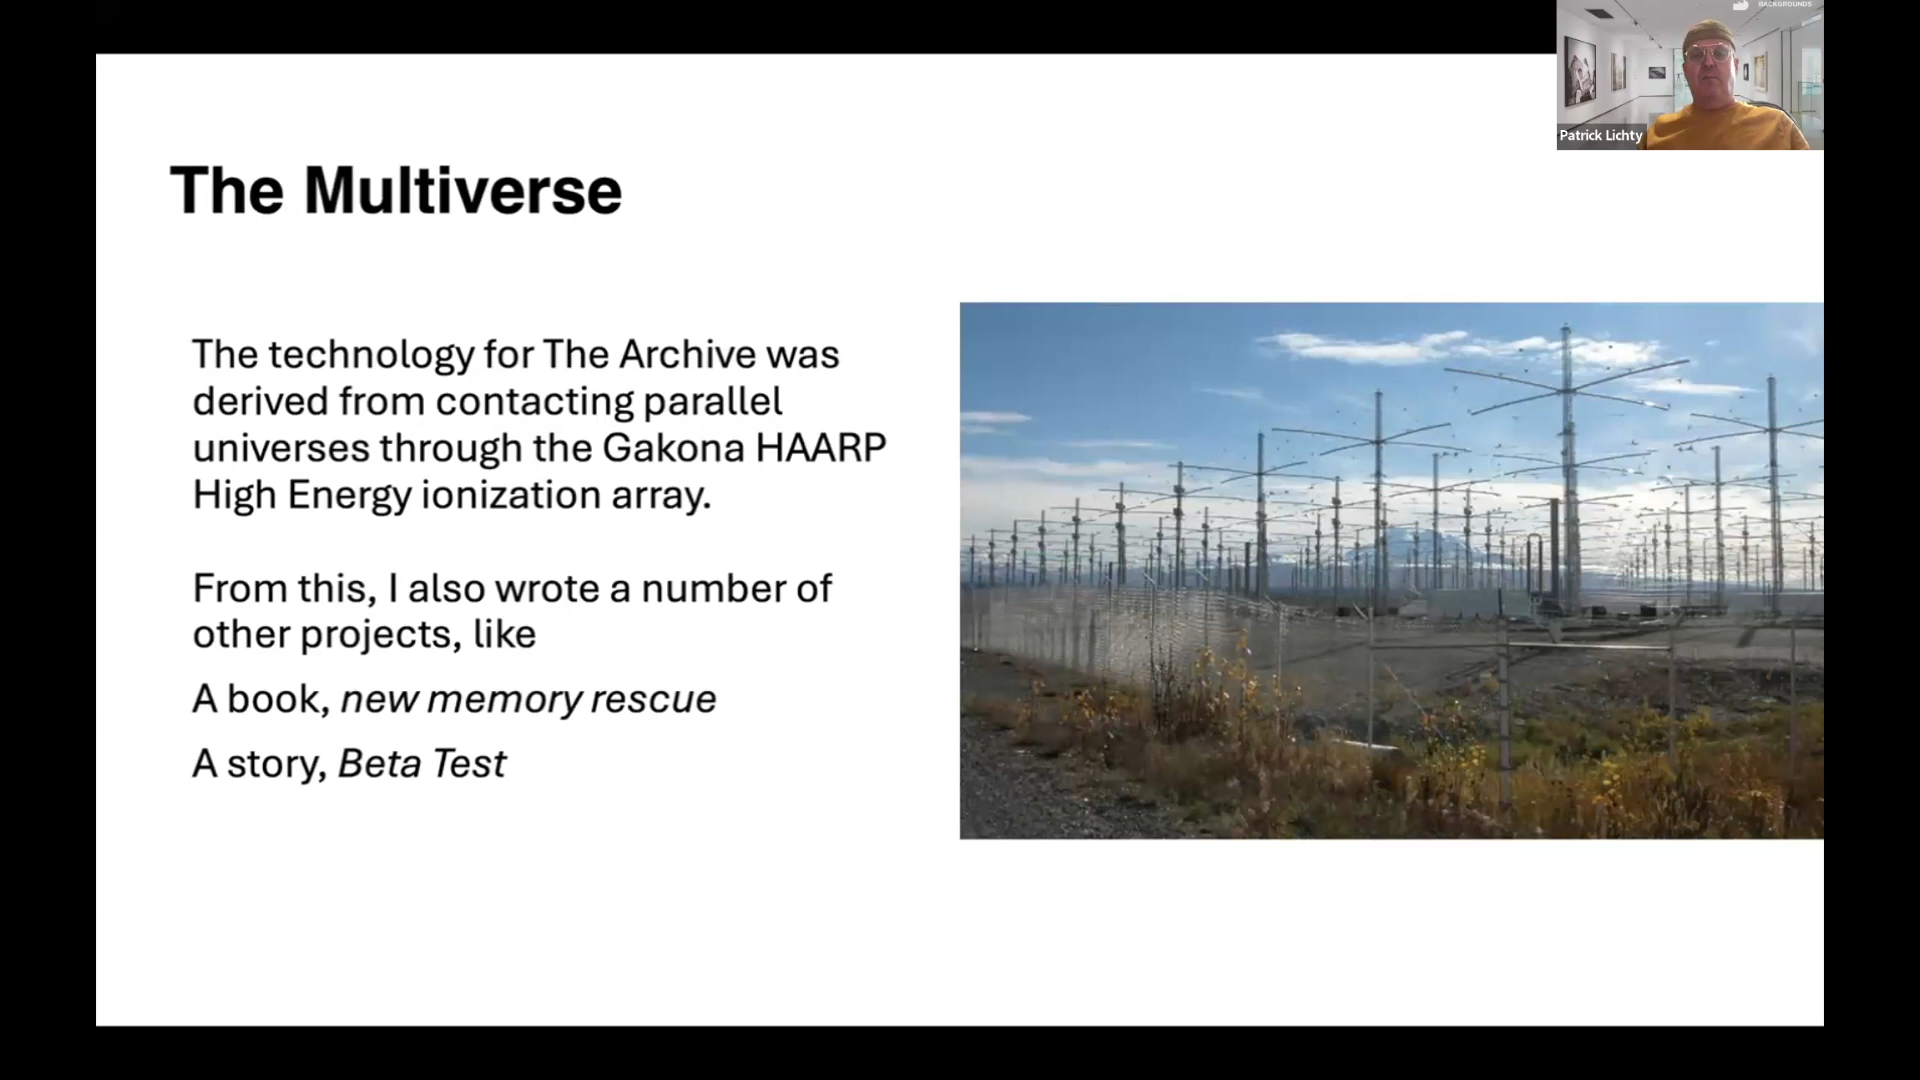 BACKGROUNDS
Patrick Lichty
The Multiverse
The technology for The Archive was
derived from contacting parallel
universes through the Gakona HAARP
High Energy ionization array.
From this, I also wrote a number of
other projects, like
A book, new memory rescue
A story, Beta Test